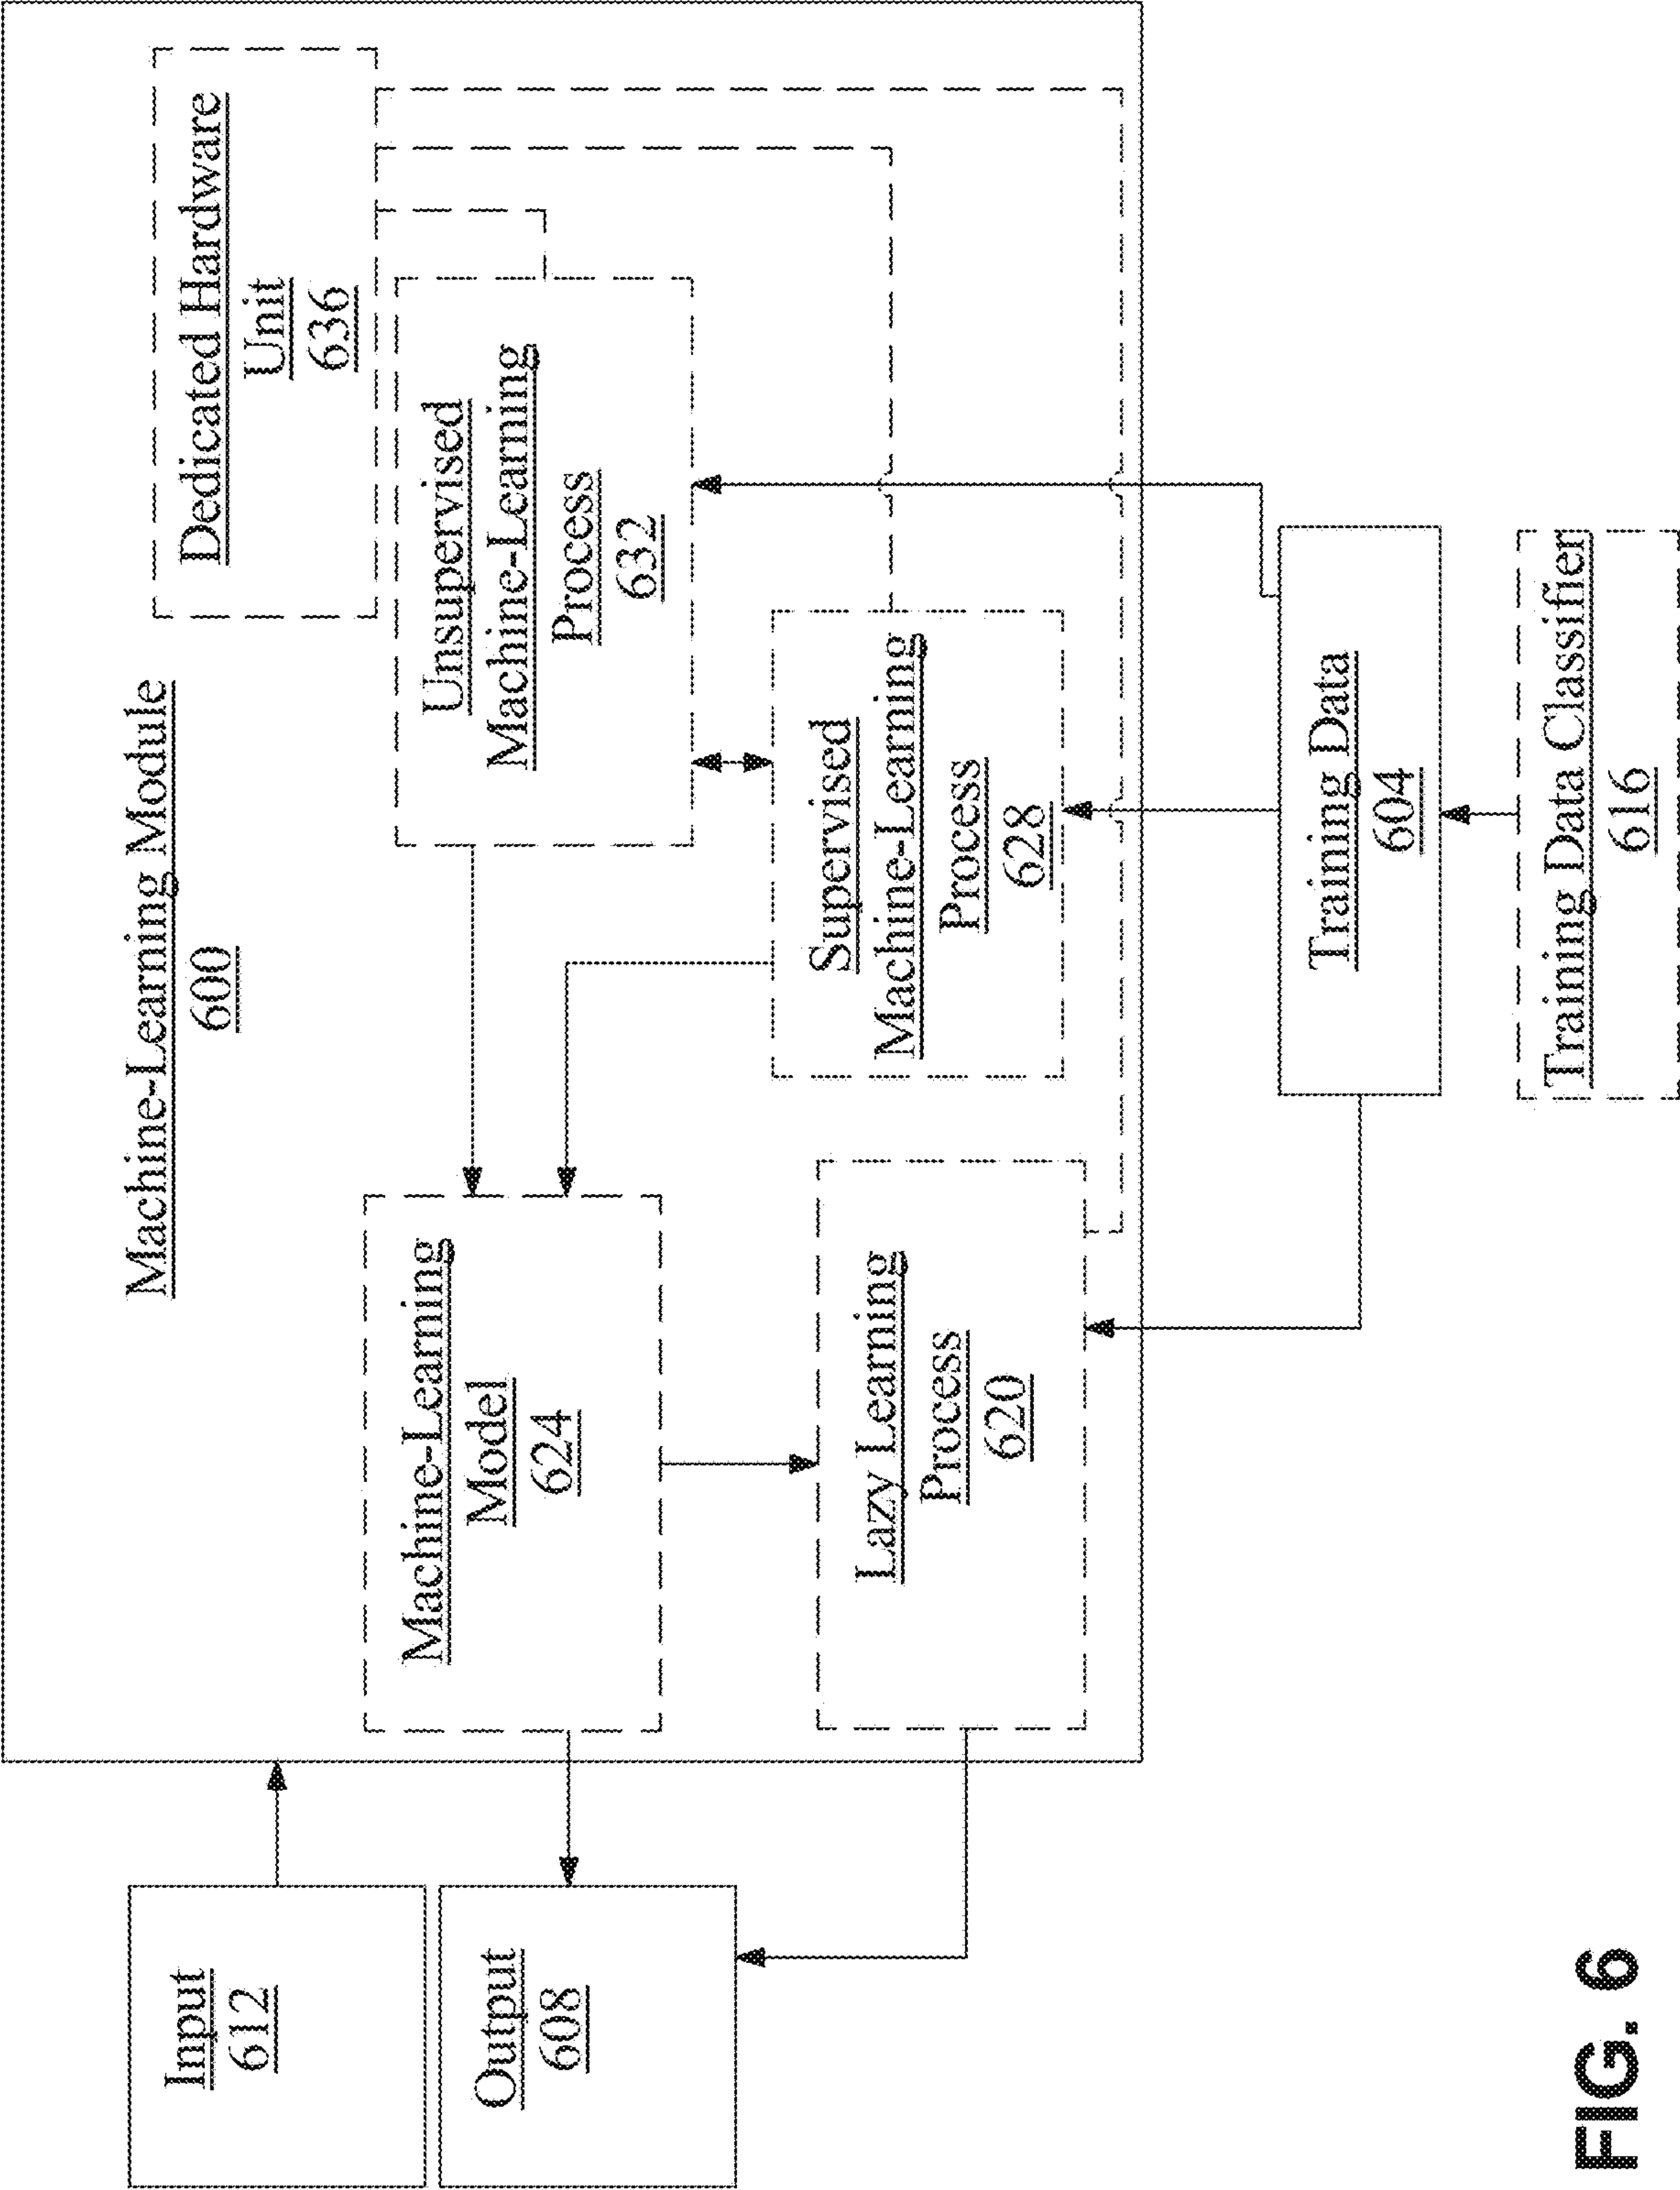 Machine-Learning Module
600
Dedicated Hardware
Unit
636
Input
612
Output
608
Machine-Learning
Model
624
Unsupervised
Machine-Learning
Process
632
Lazy Learning
Process
620
Supervised
Machine-Learning
Process
628
Training Data
604
Training Data Classifier
616
FIG. 6